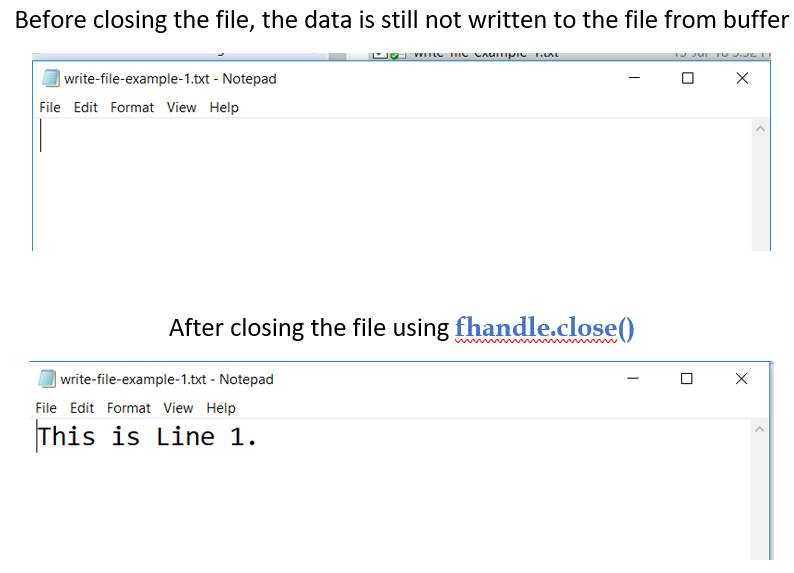 Before closing the file, the data is still not written to the file from buffer
write-file-example-1.txt - Notepad
File Edit Format View Help
After closing the file using fhandle.close()
write-file-example-1.txt - Notepad
File Edit Format View Help
This is Line 1.